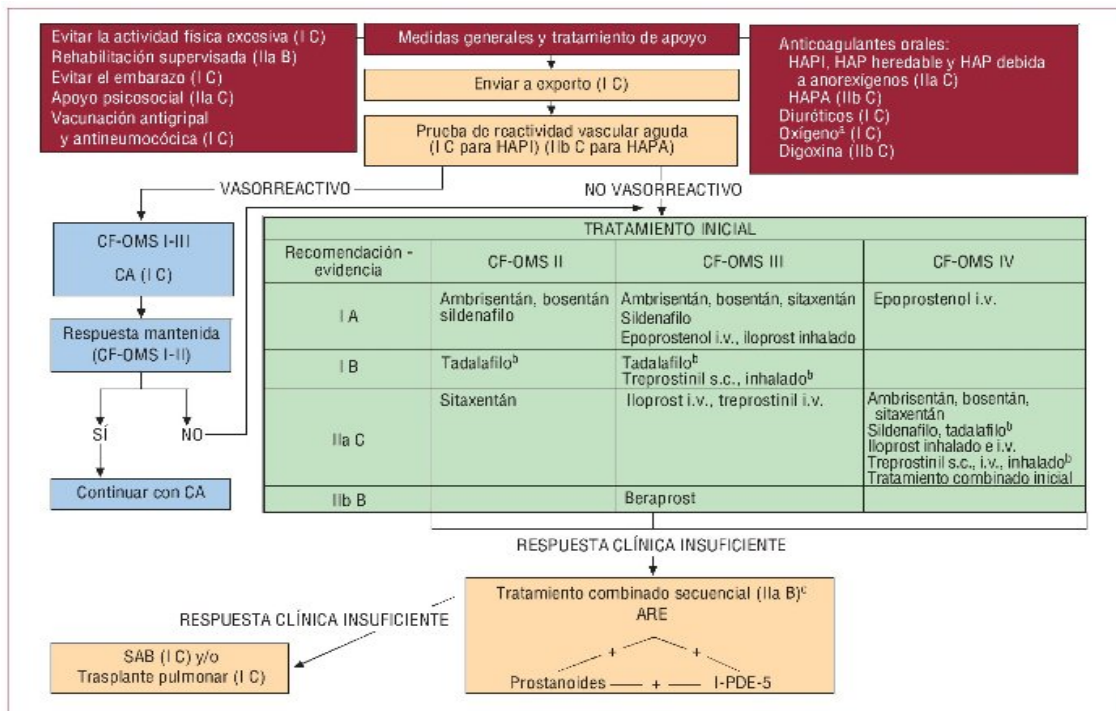 Evitar la actividad física excesiva (I C)
Rehabilitación supervisada (IIa B)
Evitar el embarazo (I C)
Apoyo psicosocial (IIa C)
Vacunación antigripal
y antineumocócica (I C)
Medidas generales y tratamiento de apoyo
Anticoagulantes orales:
HAPI, HAP heredable y HAP debida
a anorexígenos (IIa C)
HAPA (IIb C)
Diuréticos (I C)
Oxígenoª (I C)
Digoxina (IIb C)
Enviar a experto (I C)
Prueba de reactividad vascular aguda
(I C para HAPI) (IIb C para HAPA)
VASORREACTIVO
NO VASORREACTIVO
CF-OMS I-III
CA (I C)
Respuesta mantenida
(CF-OMS I-II)
SÍ
NO
Continuar con CA
TRATAMIENTO INICIAL
Recomendación -
evidencia
CF-OMS II
CF-OMS III
CF-OMS IV
I A
Ambrisentán, bosentán
sildenafilo
Ambrisentán, bosentán, sitaxentán
Sildenafilo
Epoprostenol i.v., iloprost inhalado
Epoprostenol i.v.
I B
Tadalafiloᵇ
Tadalafiloᵇ
Treprostinil s.c., inhaladoᵇ
IIa C
Sitaxentán
Iloprost i.v., treprostinil i.v.
Ambrisentán, bosentán,
sitaxentán
Sildenafilo, tadalafiloᵇ
Iloprost inhalado e i.v.
Treprostinil s.c., i.v., inhaladoᵇ
Tratamiento combinado inicial
IIb B
Beraprost
RESPUESTA CLÍNICA INSUFICIENTE
Tratamiento combinado secuencial (IIa B)ᶜ
ARE
+ +
Prostanoides + I-PDE-5
RESPUESTA CLÍNICA INSUFICIENTE
SAB (I C) y/o
Trasplante pulmonar (I C)